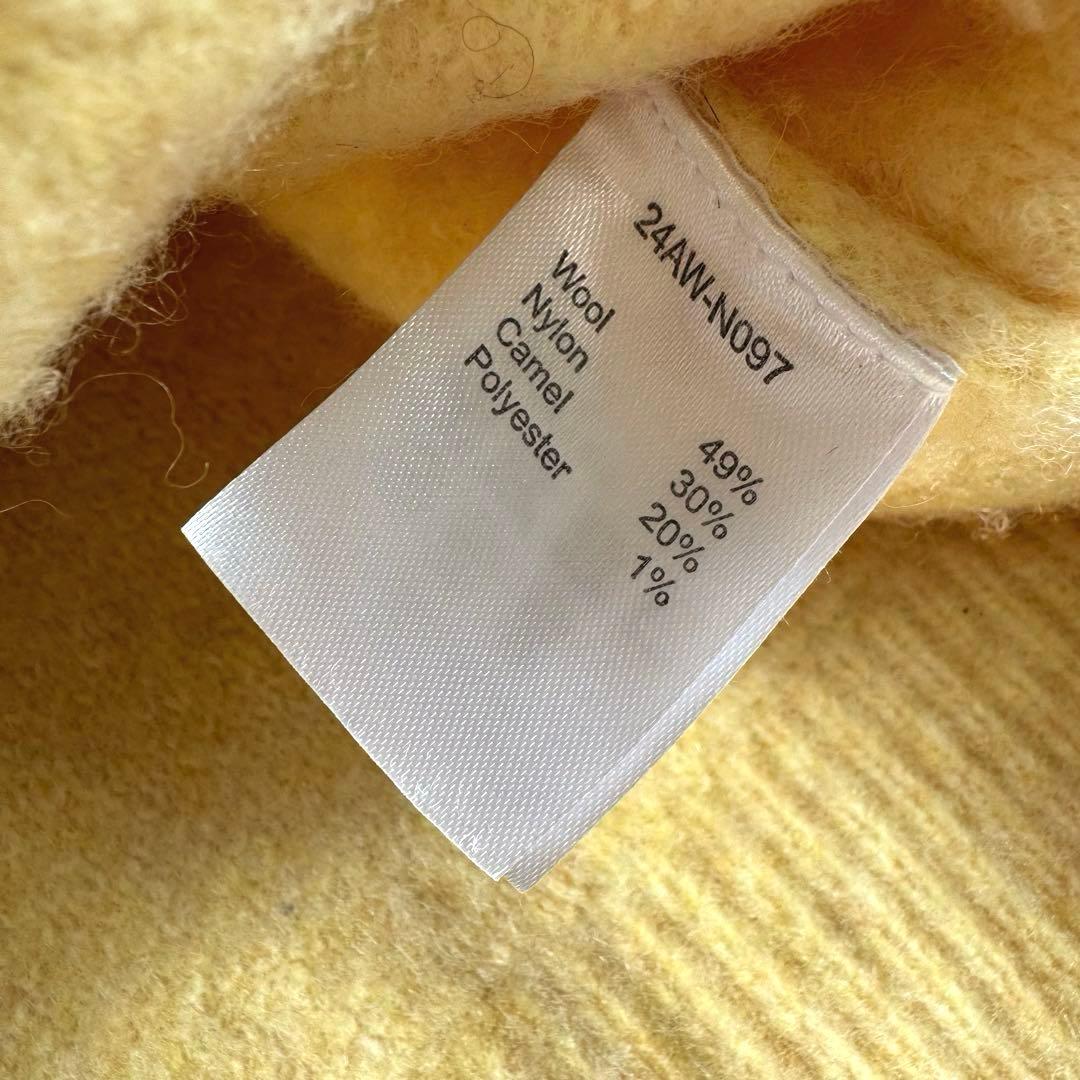 24AW-N097
Wool 49%
Nylon 30%
Camel 20%
Polyester 1%